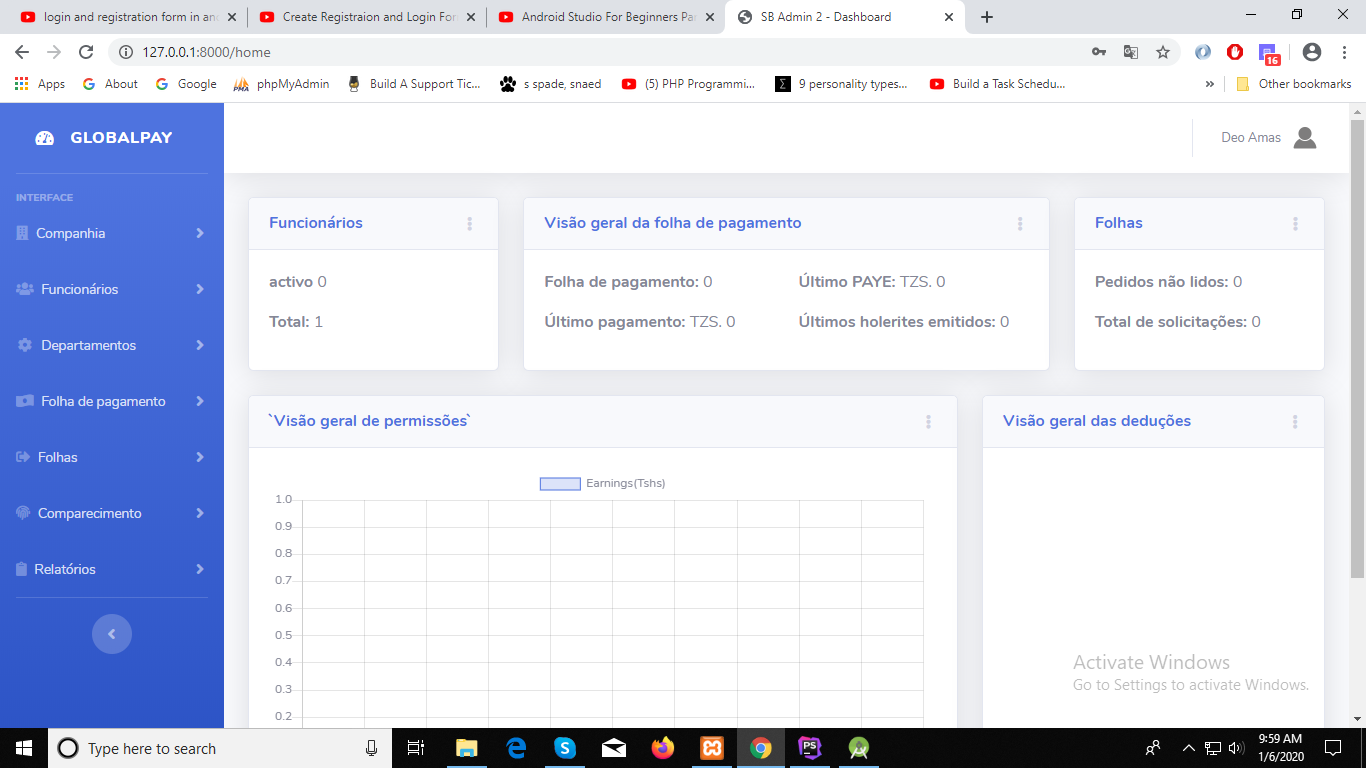 login and registration form in an
Create Registraion and Login For
Android Studio For Beginners Par
SB Admin 2 - Dashboard
127.0.0.1:8000/home
16
Apps
About
Google
phpMyAdmin
Build A Support Tic...
s spade, snaed
(5) PHP Programmi...
9 personality types...
Build a Task Schedu...
»
Other bookmarks
GLOBALPAY
Deo Amas
INTERFACE
Companhia
Funcionários
Departamentos
Folha de pagamento
Folhas
Comparecimento
Relatórios
Funcionários
activo 0
Total: 1
Visão geral da folha de pagamento
Folha de pagamento: 0
Último PAYE: TZS. 0
Último pagamento: TZS. 0
Últimos holerites emitidos: 0
Folhas
Pedidos não lidos: 0
Total de solicitações: 0
`Visão geral de permissões`
Earnings(Tshs)
1.0
0.9
0.8
0.7
0.6
0.5
0.4
0.3
0.2
Visão geral das deduções
Activate Windows
Go to Settings to activate Windows.
Type here to search
9:59 AM
1/6/2020